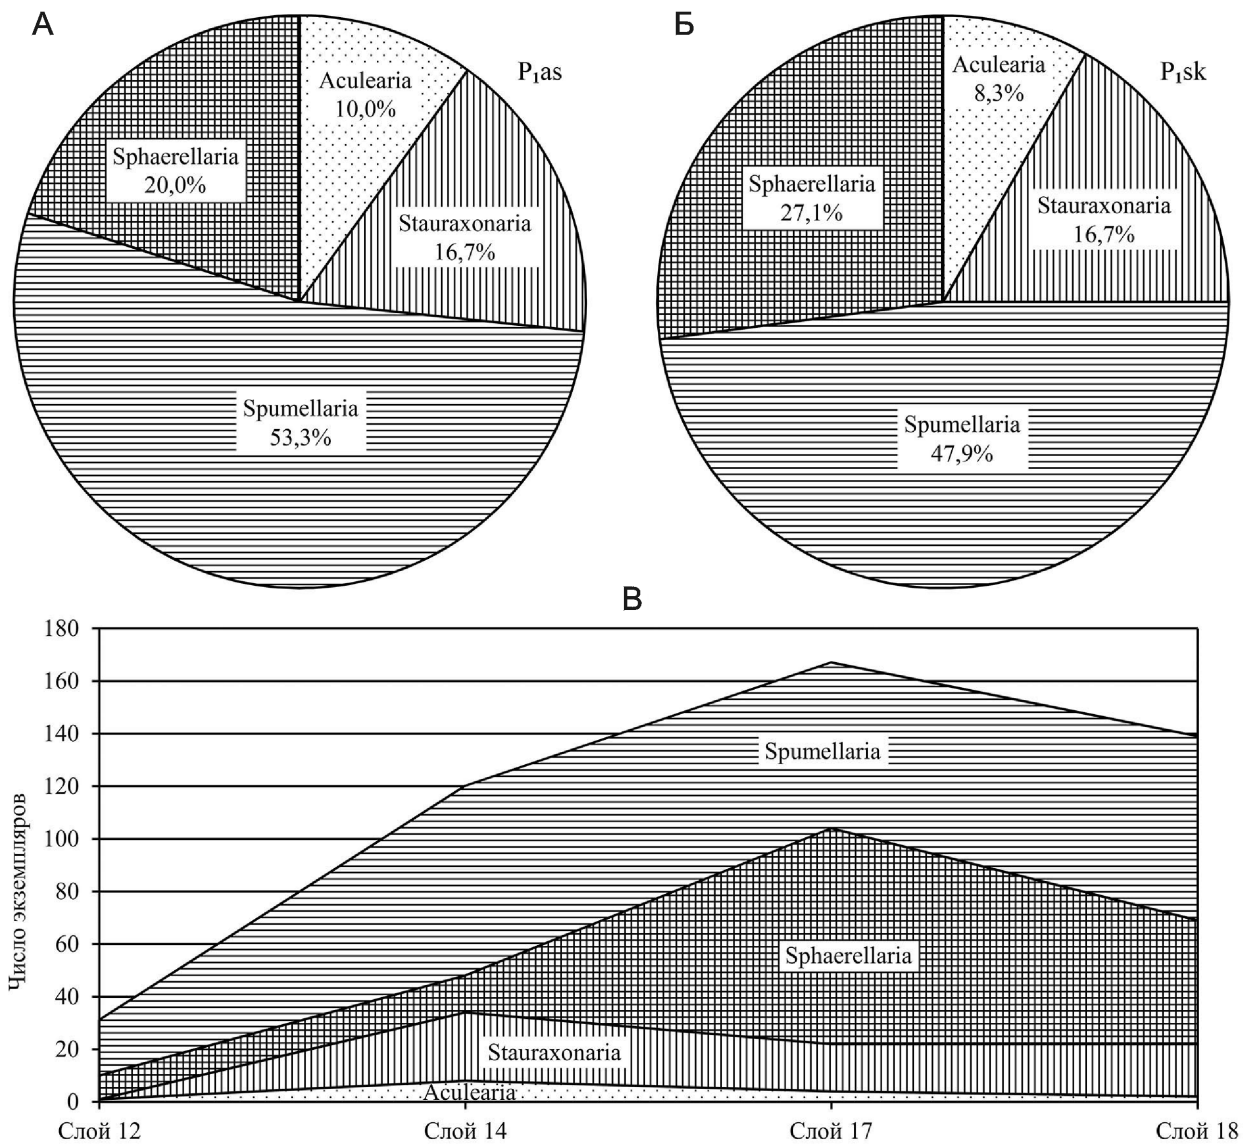 А
Aculearia
10,0%
P₁as
Sphaerellaria
20,0%
Stauraxonaria
16,7%
Spumellaria
53,3%
Б
Aculearia
8,3%
P₁sk
Sphaerellaria
27,1%
Stauraxonaria
16,7%
Spumellaria
47,9%
В
Число экземпляров
180
160
140
120
100
80
60
40
20
0
Spumellaria
Sphaerellaria
Stauraxonaria
Aculearia
Слой 12
Слой 14
Слой 17
Слой 18